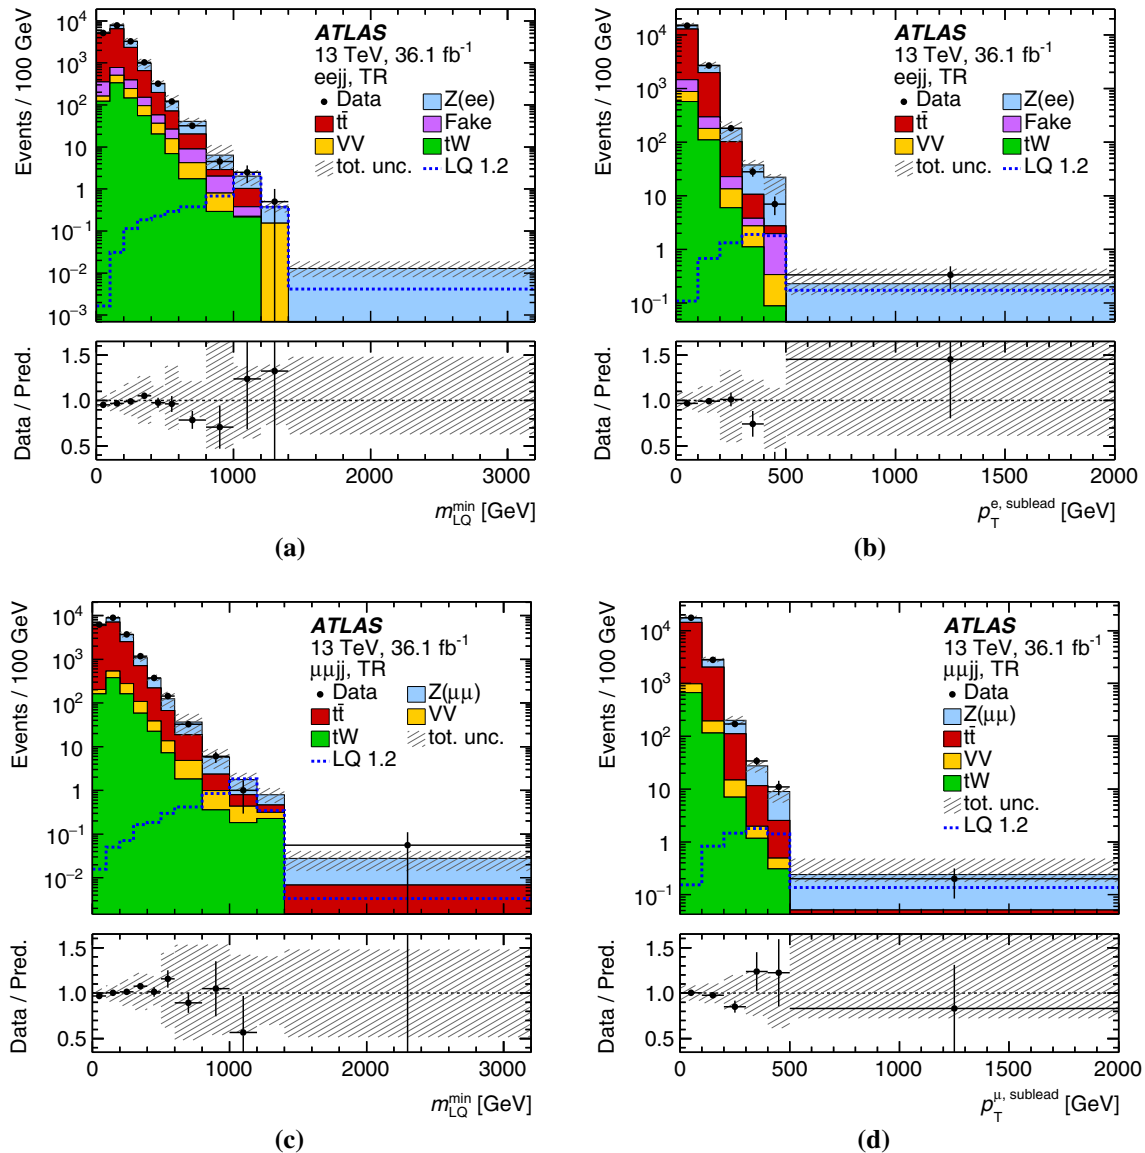 ATLAS
13 TeV, 36.1 fb⁻¹
eejj, TR
Data
Z(ee)
tt̄
Fake
VV
tW
tot. unc.
LQ 1.2
Events / 100 GeV
10⁴
10³
10²
10
1
10⁻¹
10⁻²
10⁻³
Data / Pred.
1.5
1.0
0.5
0 1000 2000 3000
m_LQ^min [GeV]
(a)
ATLAS
13 TeV, 36.1 fb⁻¹
eejj, TR
Data
Z(ee)
tt̄
Fake
VV
tW
tot. unc.
LQ 1.2
Events / 100 GeV
10⁴
10³
10²
10
1
10⁻¹
Data / Pred.
1.5
1.0
0.5
0 500 1000 1500 2000
p_T^e, sublead [GeV]
(b)
ATLAS
13 TeV, 36.1 fb⁻¹
μμjj, TR
Data
Z(μμ)
tt̄
VV
tW
tot. unc.
LQ 1.2
Events / 100 GeV
10⁴
10³
10²
10
1
10⁻¹
10⁻²
Data / Pred.
1.5
1.0
0.5
0 1000 2000 3000
m_LQ^min [GeV]
(c)
ATLAS
13 TeV, 36.1 fb⁻¹
μμjj, TR
Data
Z(μμ)
tt̄
VV
tW
tot. unc.
LQ 1.2
Events / 100 GeV
10⁴
10³
10²
10
1
10⁻¹
Data / Pred.
1.5
1.0
0.5
0 500 1000 1500 2000
p_T^μ, sublead [GeV]
(d)